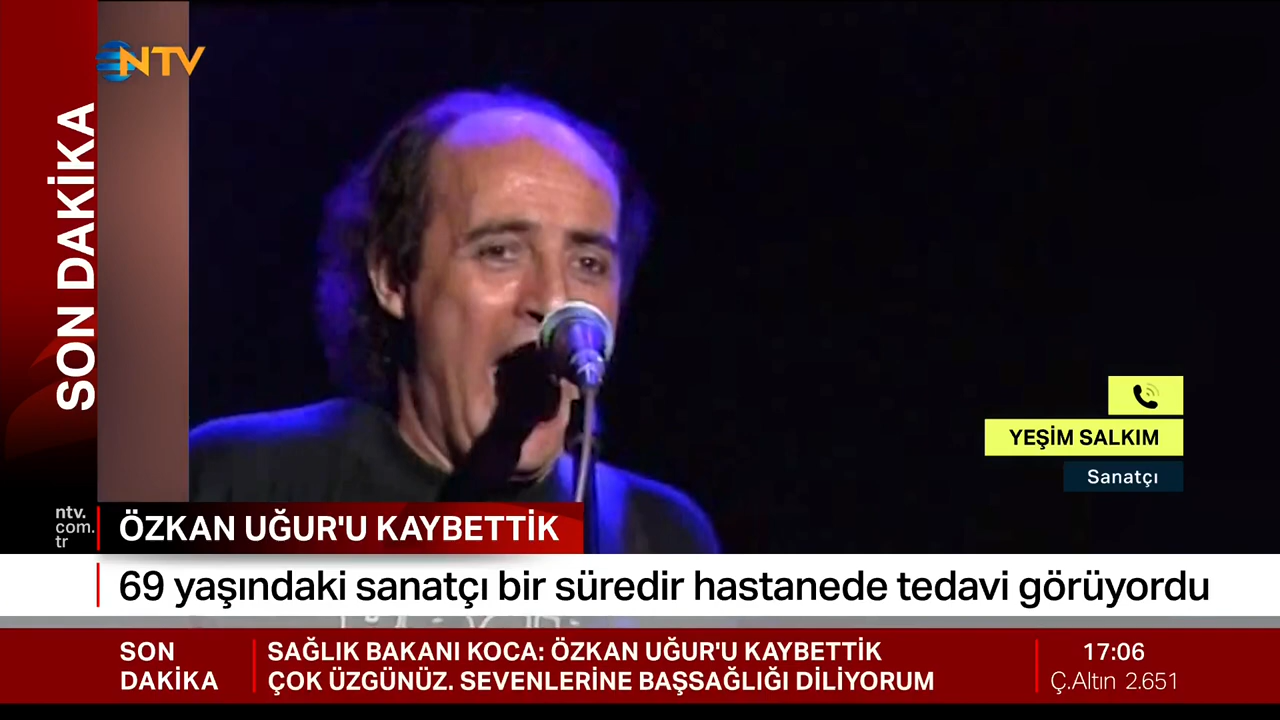 NTV
SON DAKİKA
YEŞİM SALKIM
Sanatçı
ntv.
com.
tr
ÖZKAN UĞUR'U KAYBETTİK
69 yaşındaki sanatçı bir süredir hastanede tedavi görüyordu
SON
DAKİKA
SAĞLIK BAKANI KOCA: ÖZKAN UĞUR'U KAYBETTİK
ÇOK ÜZGÜNÜZ. SEVENLERİNE BAŞSAĞLIĞI DİLİYORUM
17:06
Ç.Altın 2.651